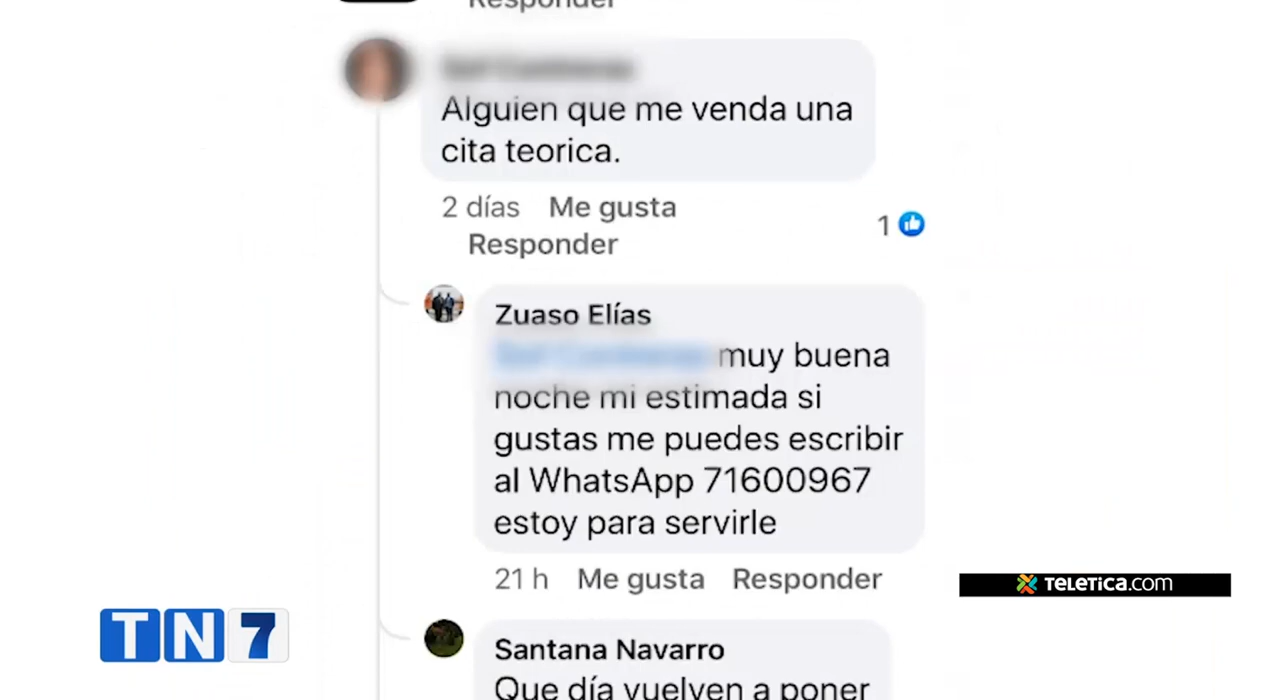 Responder
Alguien que me venda una
cita teorica.
2 días Me gusta
1
Responder
Zuaso Elías
muy buena
noche mi estimada si
gustas me puedes escribir
al WhatsApp 71600967
estoy para servirle
21 h Me gusta Responder
TELETICA.COM
TN7
Santana Navarro
Que día vuelven a poner